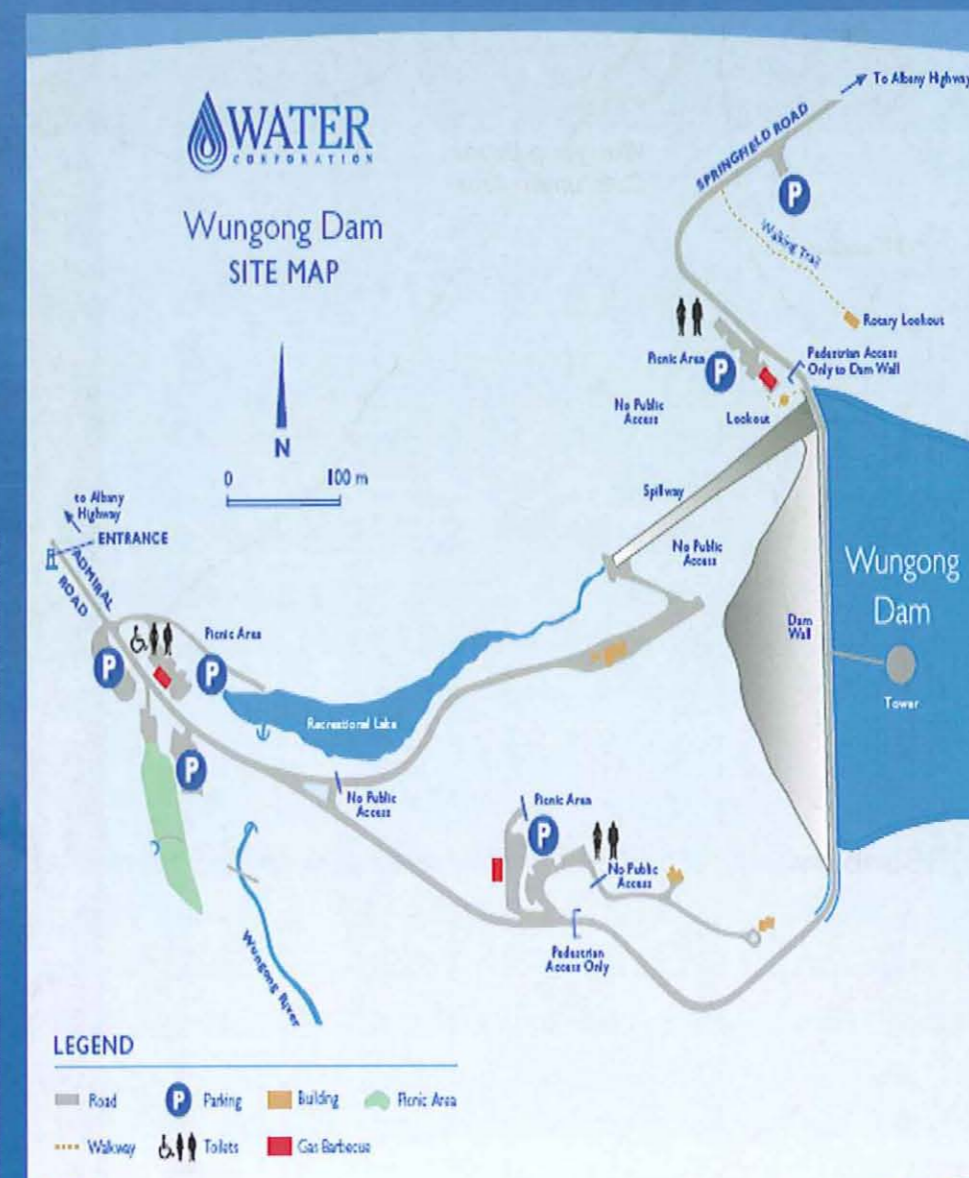 WATER
CORPORATION
Wungong Dam
SITE MAP
N
0 100 m
To Albany Highway
SPRINGFIELD ROAD
P
Walking Trail
Rotary Lookout
Picnic Area
P
Pedestrian Access
Only to Dam Wall
No Public
Access
Lookout
Spillway
No Public
Access
Dam
Wall
Wungong
Dam
Tower
to Albany
Highway
ENTRANCE
ADMIRAL
ROAD
Picnic Area
P
P
P
Recreational Lake
No Public
Access
Picnic Area
P
No Public
Access
Pedestrian
Access Only
Wungong River
LEGEND
Road
P Parking
Building
Picnic Area
Walkway
Toilets
Gas Barbecue